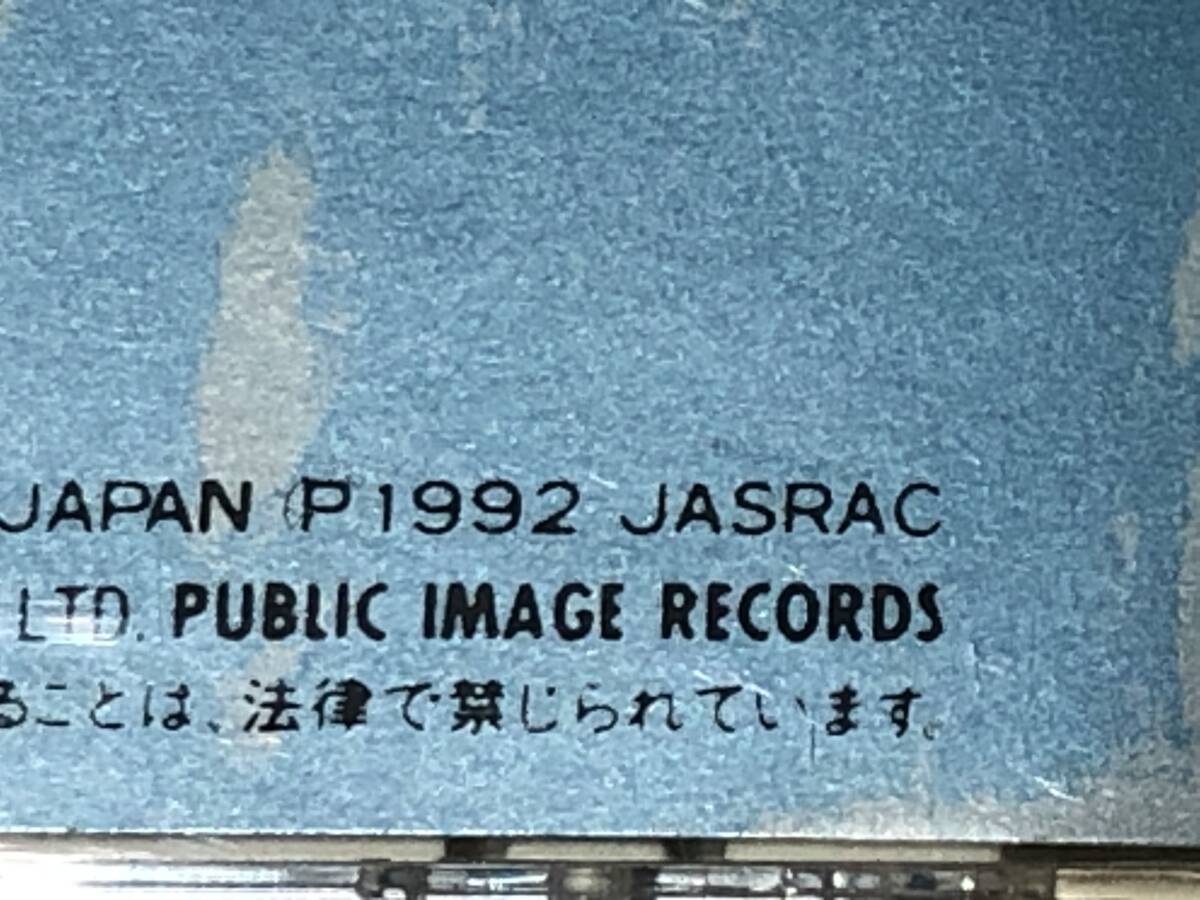 JAPAN Ⓟ1992 JASRAC
LTD. PUBLIC IMAGE RECORDS
ることは、法律で禁じられています。